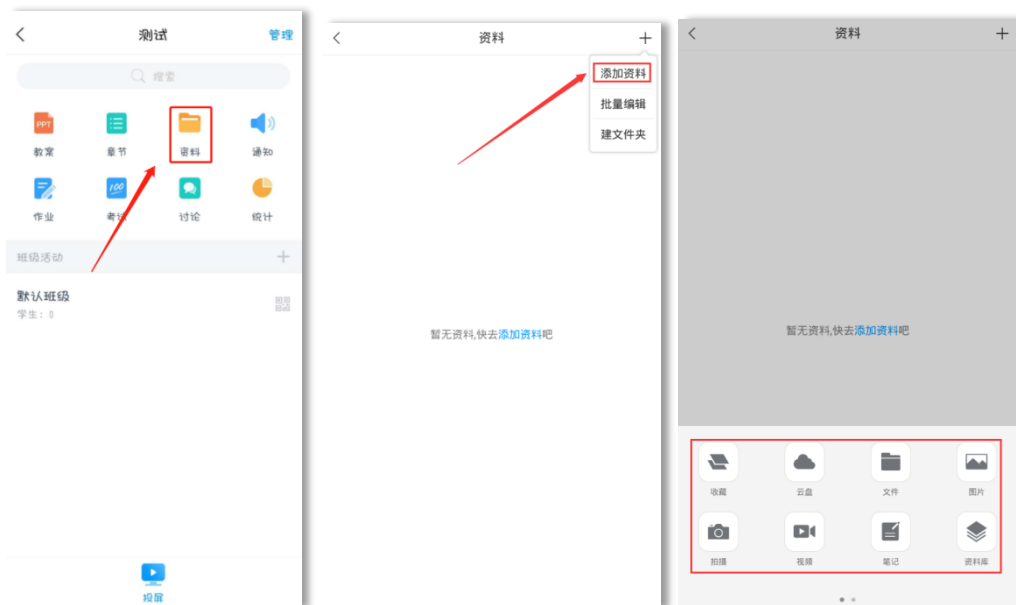 测试
管理
搜索
PPT
教案
章节
资料
通知
100
作业
考试
讨论
统计
班级活动
默认班级
学生：0
投屏
资料
添加资料
批量编辑
建文件夹
暂无资料,快去添加资料吧
资料
暂无资料,快去添加资料吧
收藏
云盘
文件
图片
拍摄
视频
笔记
资料库